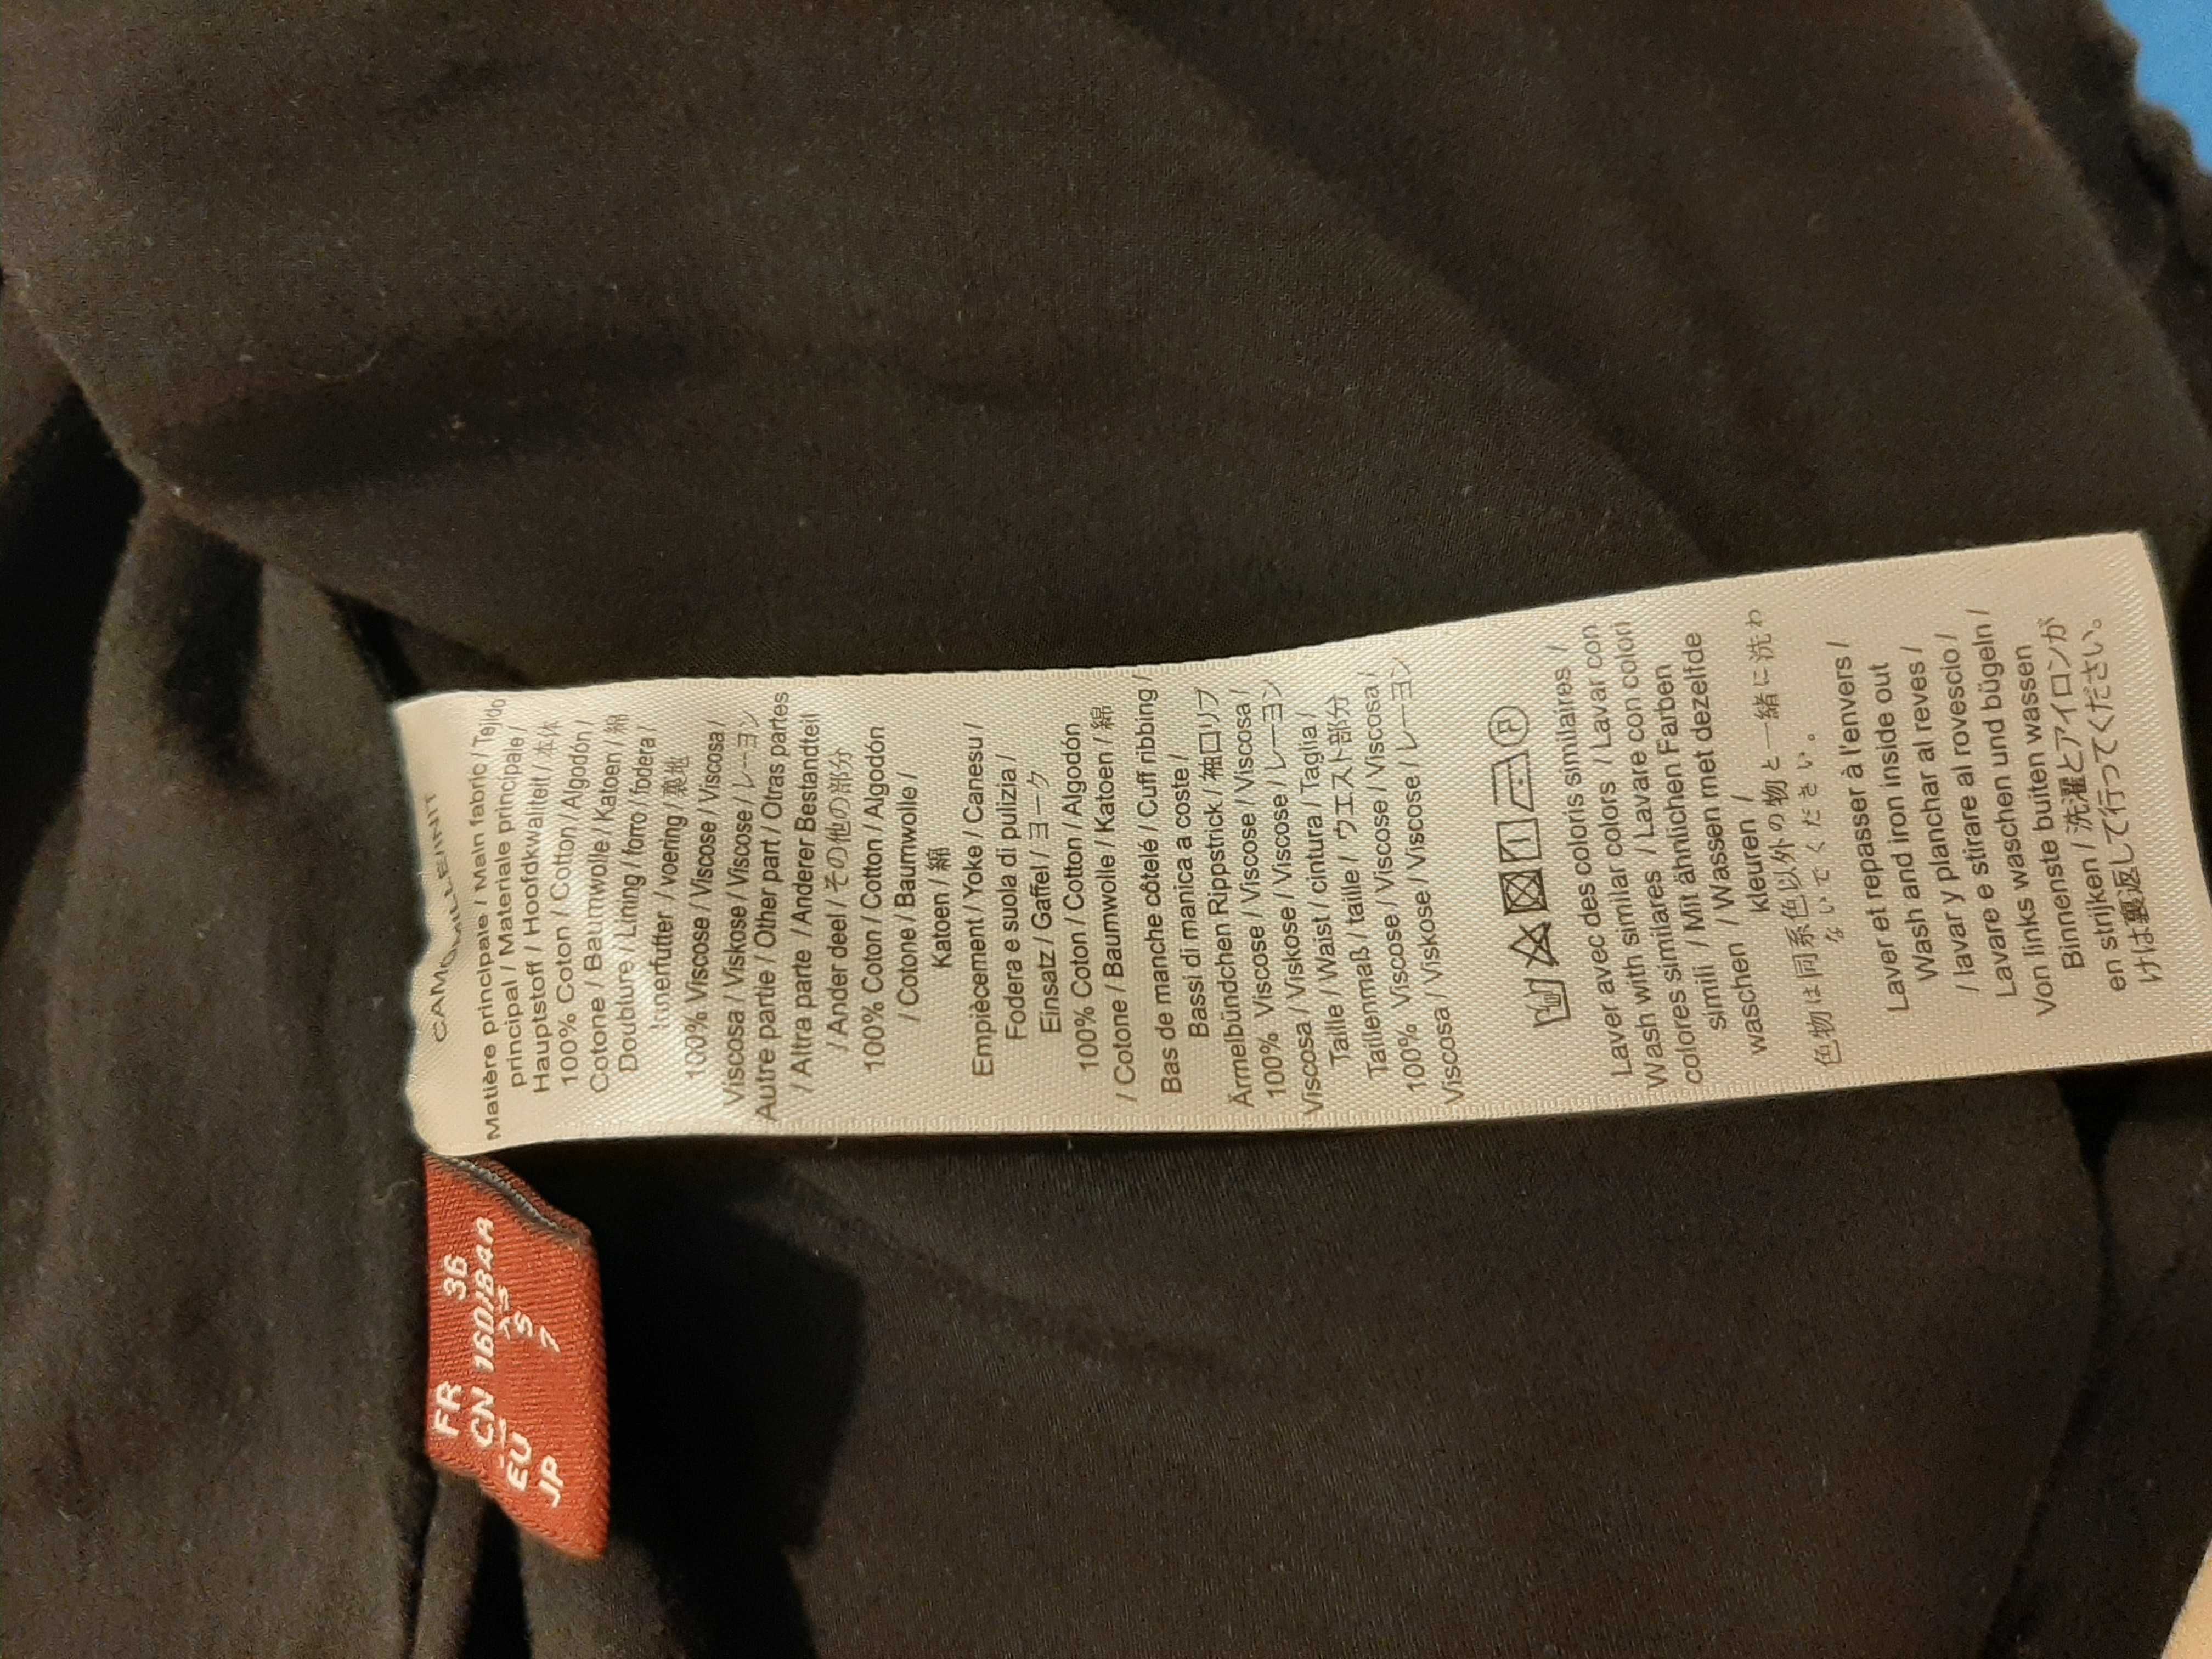 Matière principale / Main fabric / Tejido
principal / Materiale principale /
Hauptstoff / Hoofdkwaliteit / 本体
100% Coton / Cotton / Algodón /
Cotone / Baumwolle / Katoen / 綿
Doublure / Lining / forro / fodera /
Innerfutter / voering / 裏地
100% Viscose / Viscose / Viscosa /
Viscosa / Viskose / Viscose / レーヨン
Autre partie / Other part / Otras partes
/ Altra parte / Anderer Bestandteil
/ Ander deel / その他の部分
100% Coton / Cotton / Algodón
/ Cotone / Baumwolle /
Katoen / 綿
Empiècement / Yoke / Canesu /
Fodera e suola di pulizia /
Einsatz / Gaffel / ヨーク
100% Coton / Cotton / Algodón
/ Cotone / Baumwolle / Katoen / 綿
Bas de manche côtelé / Cuff ribbing /
Bassi di manica a coste /
Ärmelbündchen Rippstrick / 袖口リブ
100% Viscose / Viscose / Viscosa /
Viscosa / Viskose / Viscose / レーヨン
Taille / Waist / cintura / Taglia /
Taillenmaß / taille / ウエスト部分
100% Viscose / Viscose / Viscosa /
Viscosa / Viskose / Viscose / レーヨン
P
Laver avec des coloris similaires /
Wash with similar colors / Lavar con
colores similares / Lavare con colori
simili / Mit ähnlichen Farben
waschen / Wassen met dezelfde
kleuren /
色物は同系色以外の物と一緒に洗わ
ないでください。
Laver et repasser à l'envers /
Wash and iron inside out
/ lavar y planchar al reves /
Lavare e stirare al rovescio /
Von links waschen und bügeln /
Binnenste buiten wassen
en strijken / 洗濯とアイロンが
けは裏返して行ってください。
FR 36
CN 160/84A
EU S
JP 7